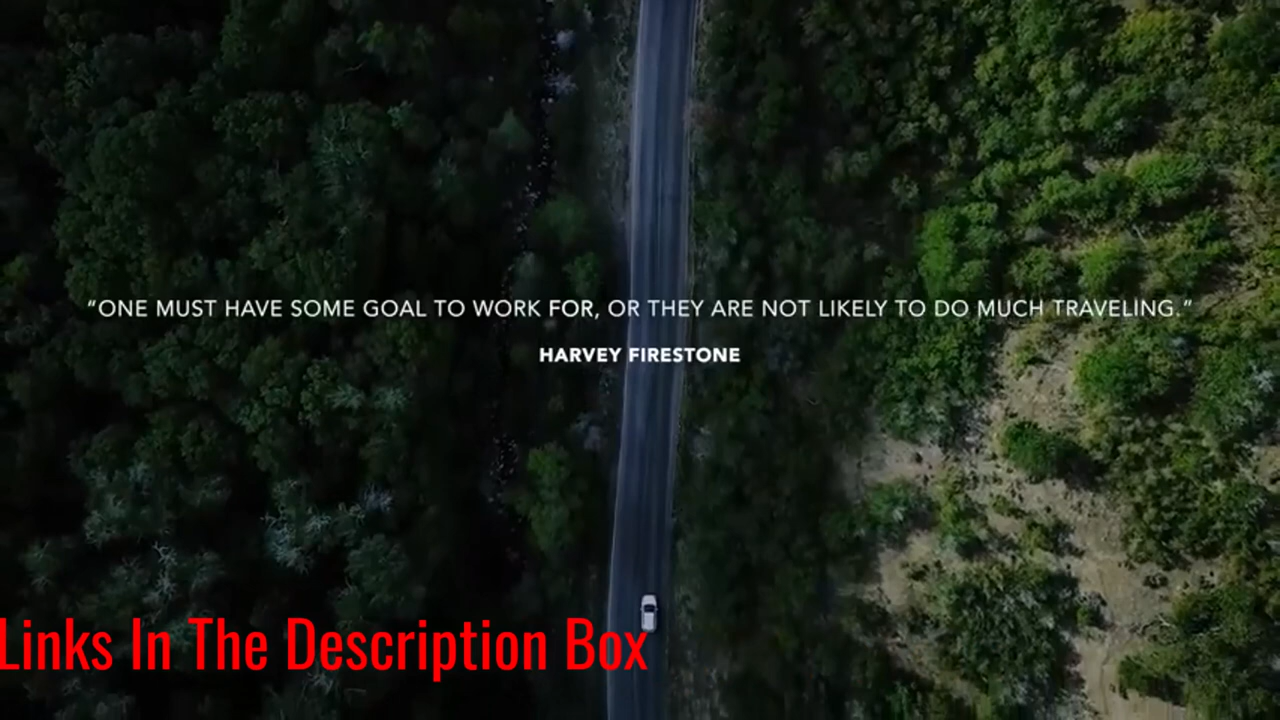 “ONE MUST HAVE SOME GOAL TO WORK FOR, OR THEY ARE NOT LIKELY TO DO MUCH TRAVELING.”
HARVEY FIRESTONE
Links In The Description Box